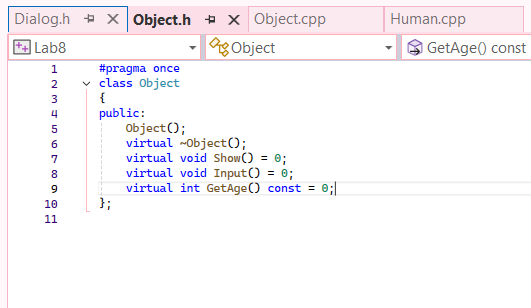 Dialog.h Object.h Object.cpp Human.cpp
Lab8 Object GetAge() const
1 #pragma once
2 class Object
3 {
4 public:
5 Object();
6 virtual ~Object();
7 virtual void Show() = 0;
8 virtual void Input() = 0;
9 virtual int GetAge() const = 0;
10 };
11